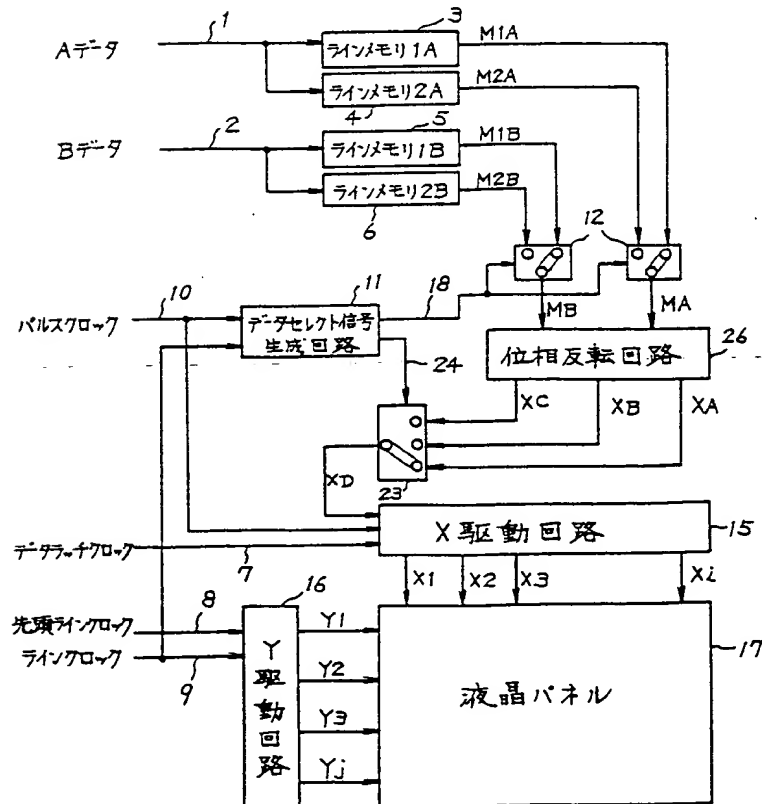 1
3
Aデータ
ラインメモリ1A
M1A
ラインメモリ2A
M2A
4
5
2
Bデータ
ラインメモリ1B
M1B
ラインメモリ2B
M2B
6
12
11
18
10
パルスクロック
データセレクト信号
生成回路
MB
MA
24
位相反転回路
26
XC
XB
XA
23
XD
X駆動回路
15
データラッチクロック
7
X1
X2
X3
Xi
16
先頭ラインクロック
8
ラインクロック
9
Y駆動回路
Y1
Y2
Y3
Yj
液晶パネル
17